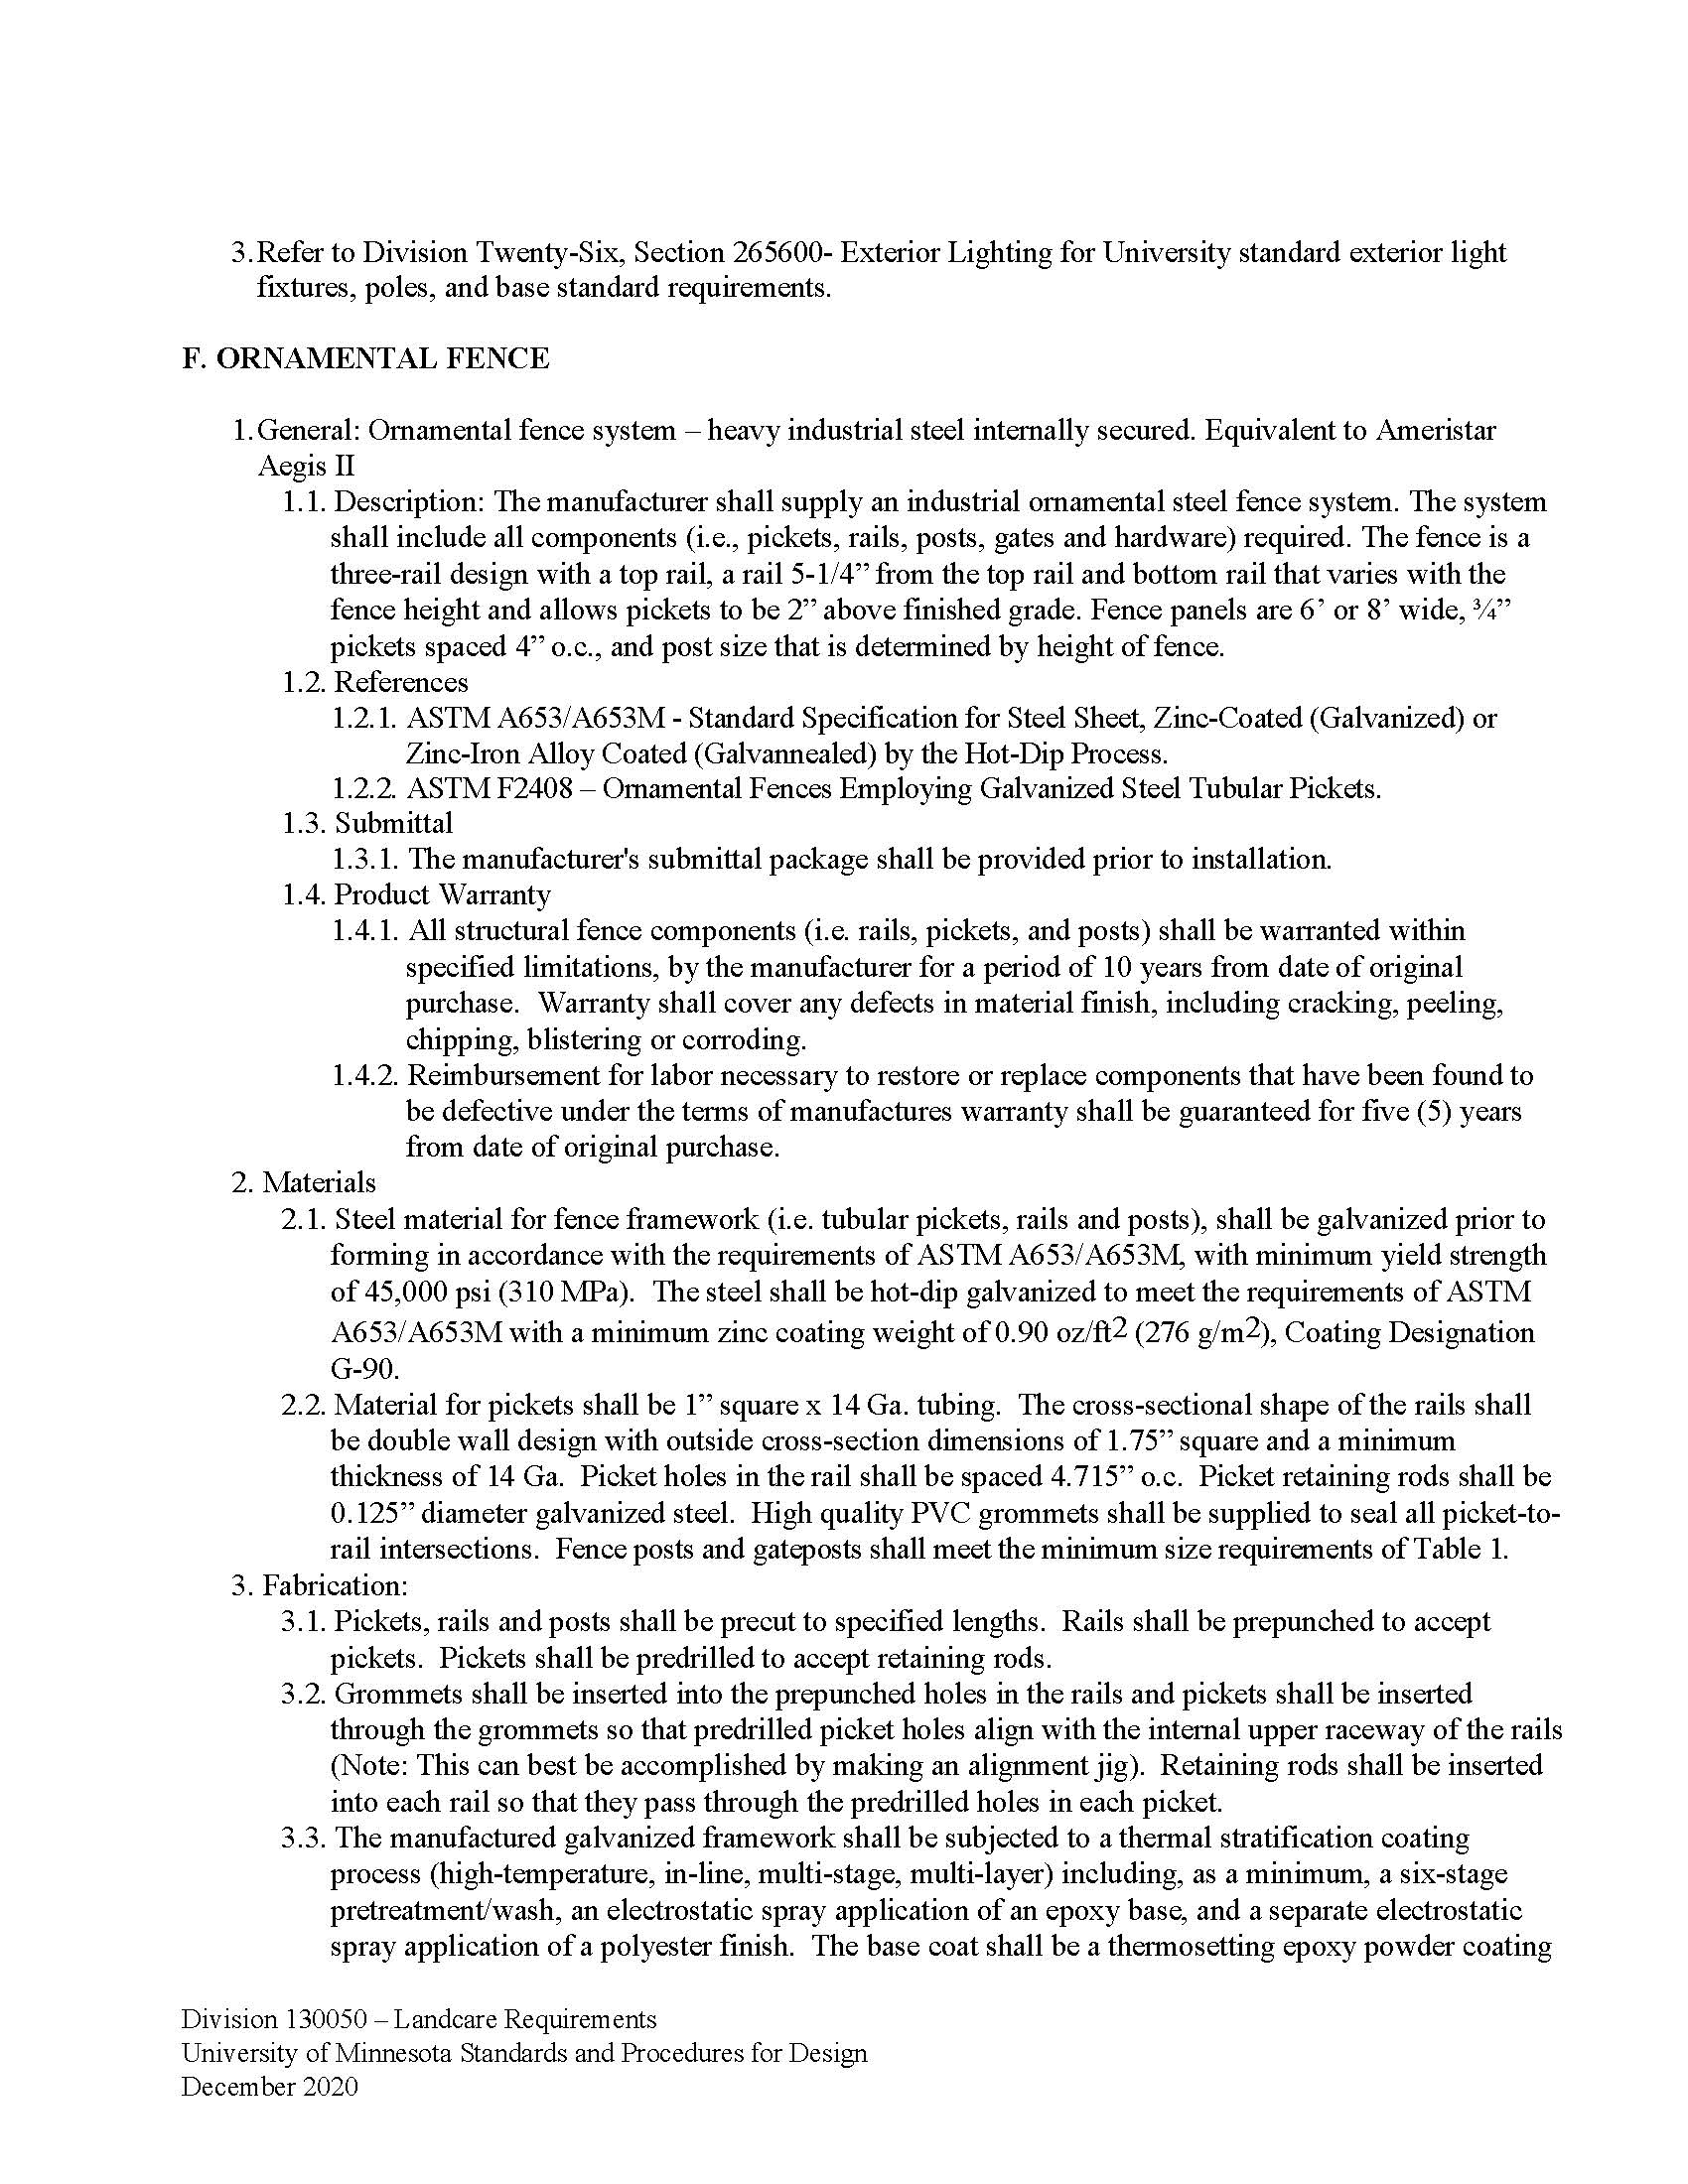 3. Refer to Division Twenty-Six, Section 265600- Exterior Lighting for University standard exterior light
fixtures, poles, and base standard requirements.
F. ORNAMENTAL FENCE
1. General: Ornamental fence system – heavy industrial steel internally secured. Equivalent to Ameristar
Aegis II
1.1. Description: The manufacturer shall supply an industrial ornamental steel fence system. The system
shall include all components (i.e., pickets, rails, posts, gates and hardware) required. The fence is a
three-rail design with a top rail, a rail 5-1/4” from the top rail and bottom rail that varies with the
fence height and allows pickets to be 2” above finished grade. Fence panels are 6’ or 8’ wide, ¾”
pickets spaced 4” o.c., and post size that is determined by height of fence.
1.2. References
1.2.1. ASTM A653/A653M - Standard Specification for Steel Sheet, Zinc-Coated (Galvanized) or
Zinc-Iron Alloy Coated (Galvannealed) by the Hot-Dip Process.
1.2.2. ASTM F2408 – Ornamental Fences Employing Galvanized Steel Tubular Pickets.
1.3. Submittal
1.3.1. The manufacturer's submittal package shall be provided prior to installation.
1.4. Product Warranty
1.4.1. All structural fence components (i.e. rails, pickets, and posts) shall be warranted within
specified limitations, by the manufacturer for a period of 10 years from date of original
purchase.  Warranty shall cover any defects in material finish, including cracking, peeling,
chipping, blistering or corroding.
1.4.2. Reimbursement for labor necessary to restore or replace components that have been found to
be defective under the terms of manufactures warranty shall be guaranteed for five (5) years
from date of original purchase.
2. Materials
2.1. Steel material for fence framework (i.e. tubular pickets, rails and posts), shall be galvanized prior to
forming in accordance with the requirements of ASTM A653/A653M, with minimum yield strength
of 45,000 psi (310 MPa).  The steel shall be hot-dip galvanized to meet the requirements of ASTM
A653/A653M with a minimum zinc coating weight of 0.90 oz/ft2 (276 g/m2), Coating Designation
G-90.
2.2. Material for pickets shall be 1” square x 14 Ga. tubing.  The cross-sectional shape of the rails shall
be double wall design with outside cross-section dimensions of 1.75” square and a minimum
thickness of 14 Ga.  Picket holes in the rail shall be spaced 4.715” o.c.  Picket retaining rods shall be
0.125” diameter galvanized steel.  High quality PVC grommets shall be supplied to seal all picket-to-
rail intersections.  Fence posts and gateposts shall meet the minimum size requirements of Table 1.
3. Fabrication:
3.1. Pickets, rails and posts shall be precut to specified lengths.  Rails shall be prepunched to accept
pickets.  Pickets shall be predrilled to accept retaining rods.
3.2. Grommets shall be inserted into the prepunched holes in the rails and pickets shall be inserted
through the grommets so that predrilled picket holes align with the internal upper raceway of the rails
(Note: This can best be accomplished by making an alignment jig).  Retaining rods shall be inserted
into each rail so that they pass through the predrilled holes in each picket.
3.3. The manufactured galvanized framework shall be subjected to a thermal stratification coating
process (high-temperature, in-line, multi-stage, multi-layer) including, as a minimum, a six-stage
pretreatment/wash, an electrostatic spray application of an epoxy base, and a separate electrostatic
spray application of a polyester finish.  The base coat shall be a thermosetting epoxy powder coating
Division 130050 – Landcare Requirements
University of Minnesota Standards and Procedures for Design
December 2020